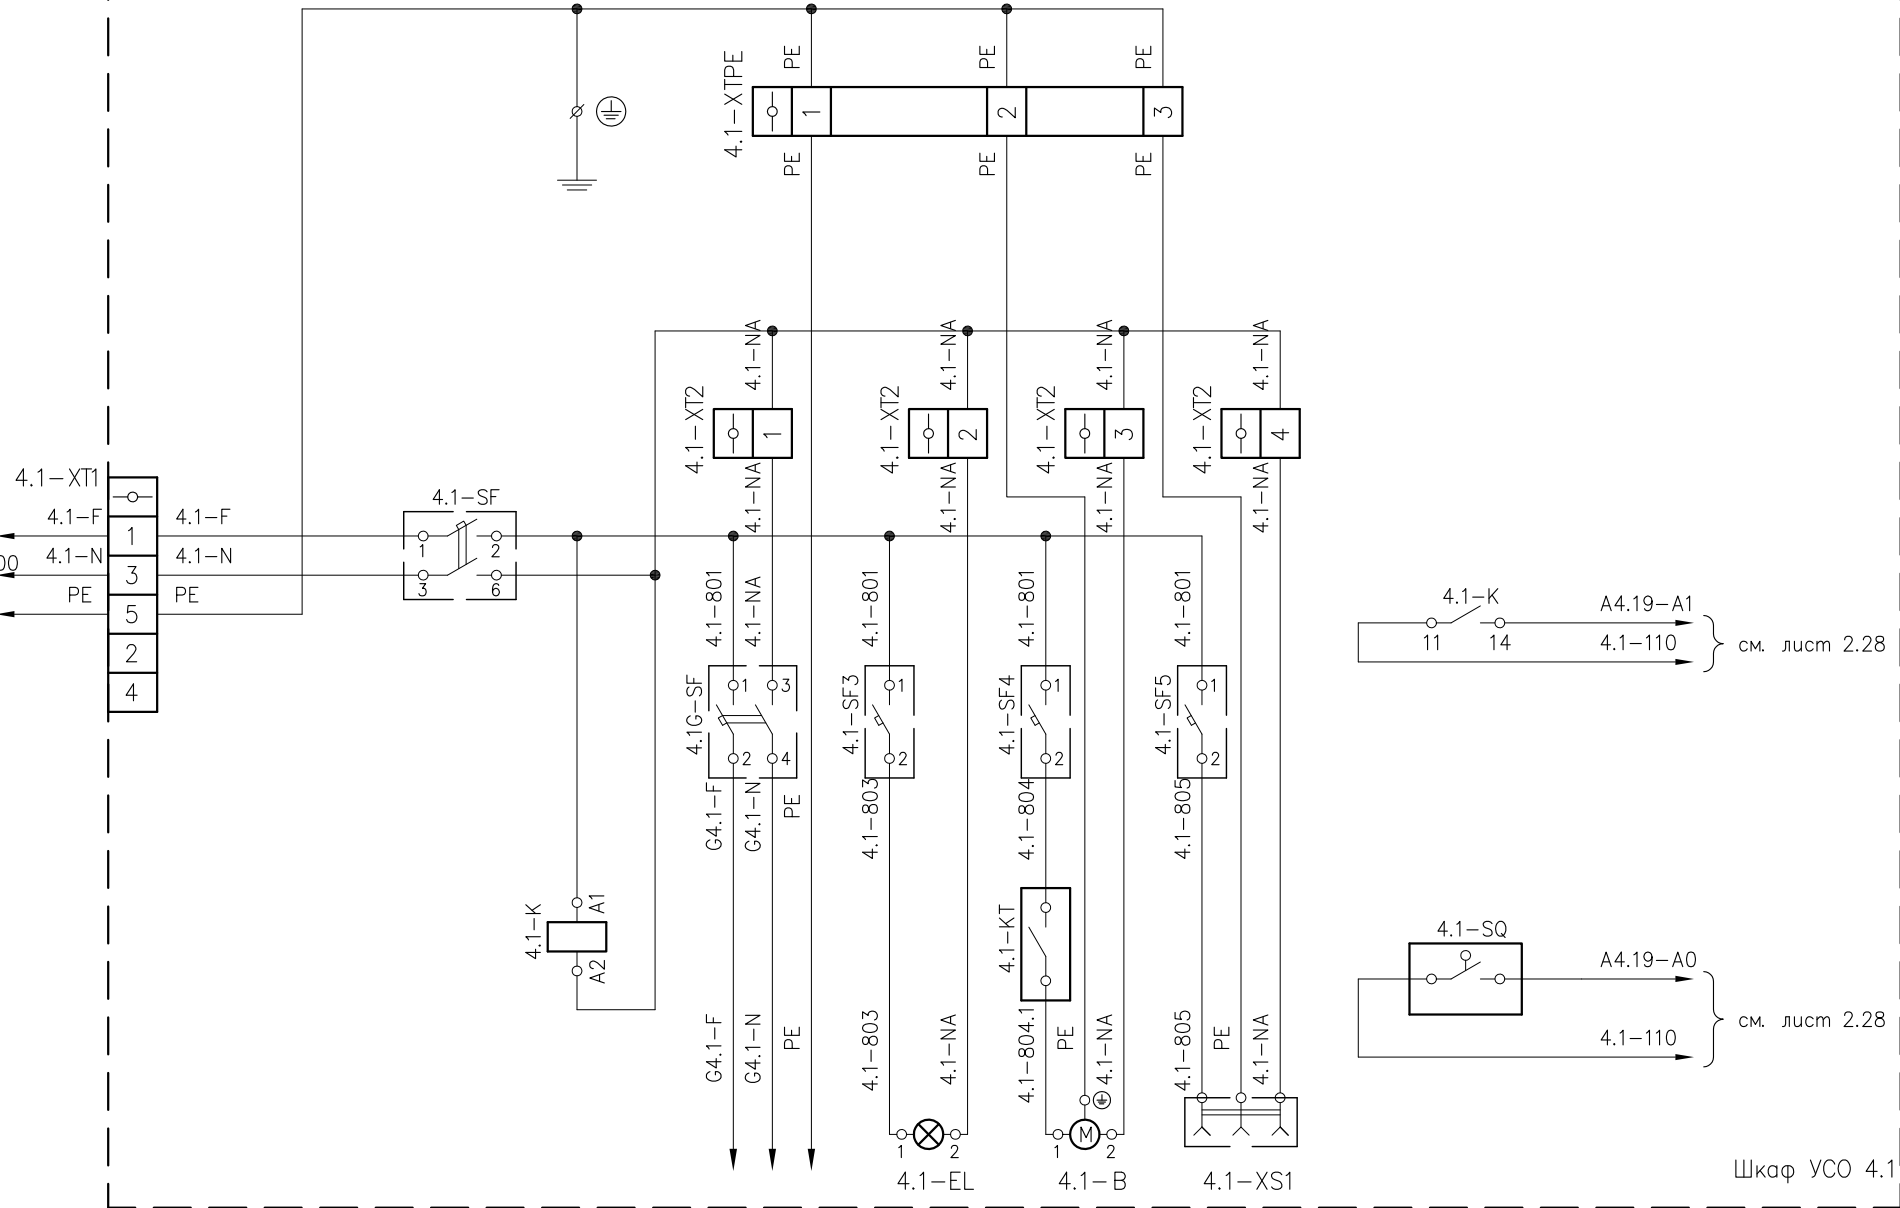 4.1-XTPE
PE
PE
PE
1
2
3
PE
PE
PE
4.1-NA
4.1-NA
4.1-NA
4.1-NA
4.1-XT2
1
4.1-XT2
2
4.1-XT2
3
4.1-XT2
4
4.1-NA
4.1-NA
4.1-NA
4.1-NA
4.1-XT1
4.1-F
1
4.1-F
00
4.1-N
3
4.1-N
PE
5
PE
2
4
4.1-SF
1
2
3
6
4.1-801
4.1-NA
4.1-801
4.1-801
4.1-801
4.1G-SF
1
3
2
4
4.1-SF3
1
2
4.1-SF4
1
2
4.1-SF5
1
2
G4.1-F
G4.1-N
PE
4.1-803
4.1-804
4.1-805
4.1-K
A1
A2
4.1-KT
G4.1-F
G4.1-N
PE
4.1-803
4.1-NA
4.1-804.1
PE
4.1-NA
4.1-805
PE
4.1-NA
1
2
4.1-EL
M
1
2
4.1-B
4.1-XS1
4.1-K
11
14
A4.19-A1
4.1-110
см. лист 2.28
4.1-SQ
A4.19-A0
4.1-110
см. лист 2.28
Шкаф УСО 4.1